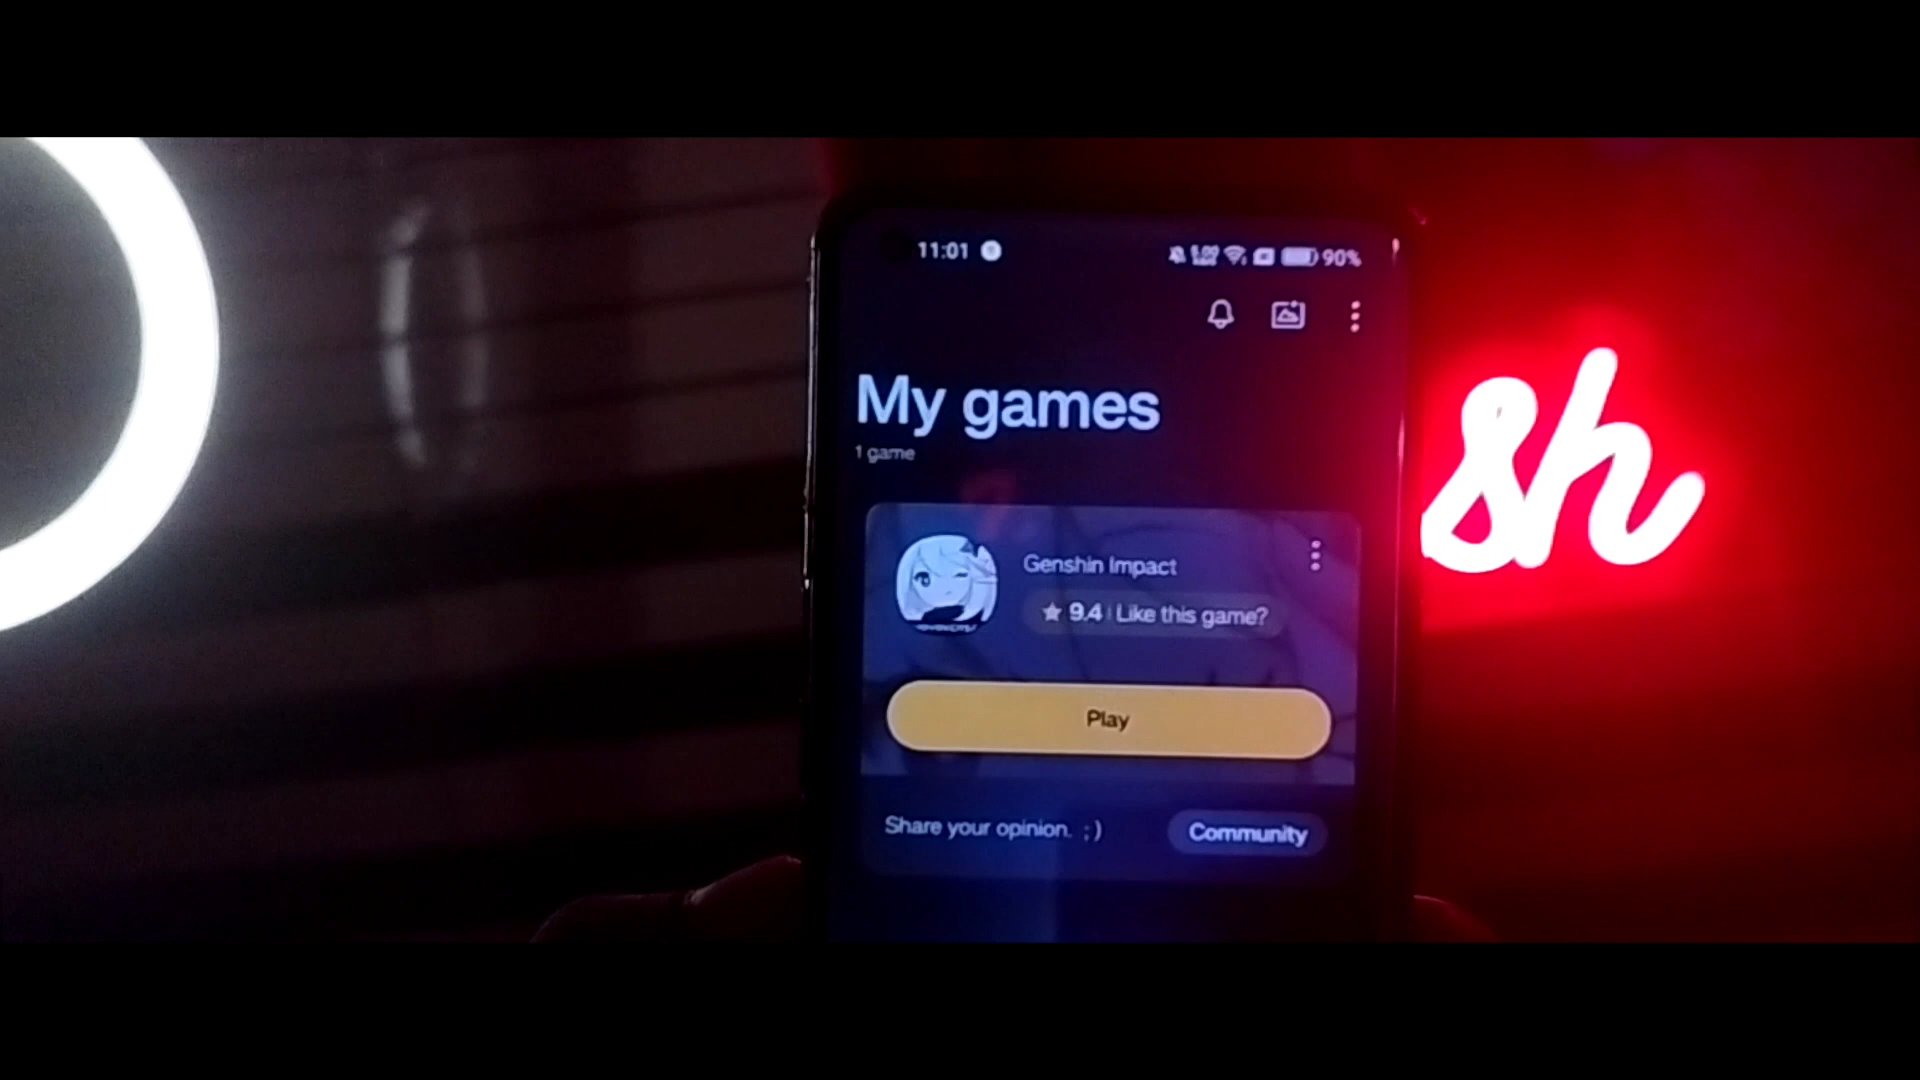 11:01
90%
My games
1 game
Genshin Impact
9.4 Like this game?
Play
Share your opinion. ;)
Community
sh